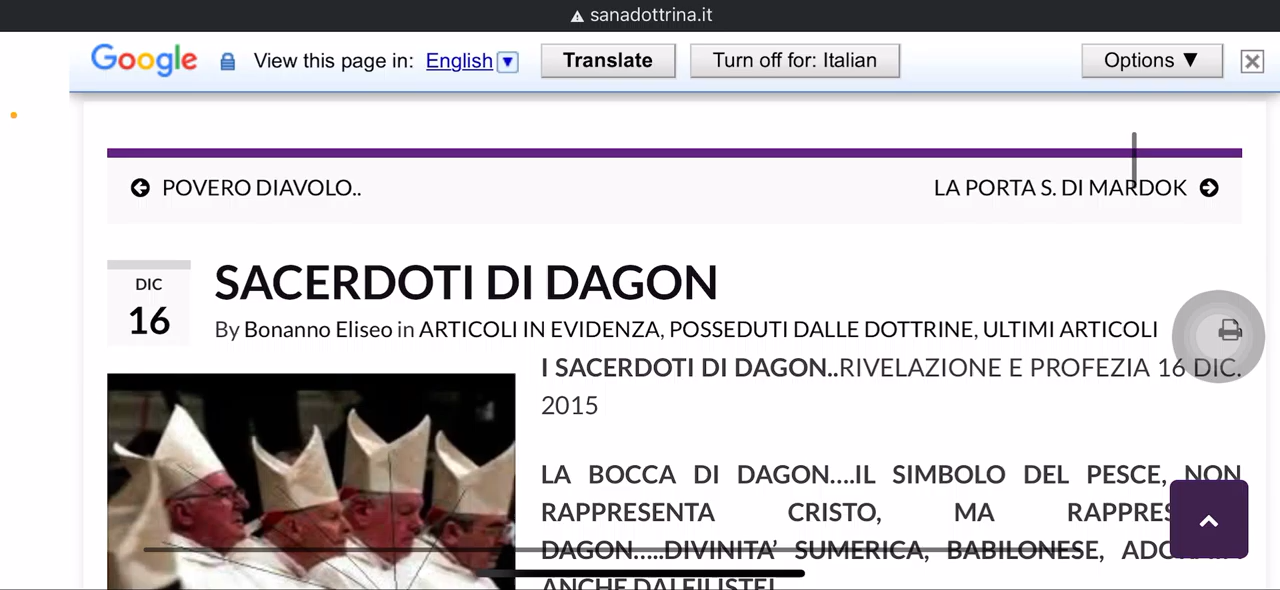 sanadottrina.it
Google View this page in: English Translate Turn off for: Italian Options
POVERO DIAVOLO.. LA PORTA S. DI MARDOK
DIC
16
SACERDOTI DI DAGON
By Bonanno Eliseo in ARTICOLI IN EVIDENZA, POSSEDUTI DALLE DOTTRINE, ULTIMI ARTICOLI
I SACERDOTI DI DAGON..RIVELAZIONE E PROFEZIA 16 DIC.
2015
LA BOCCA DI DAGON....IL SIMBOLO DEL PESCE, NON
RAPPRESENTA CRISTO, MA
DAGON.....DIVINITA' SUMERICA, BABILONESE,
ANCHE DAI FILISTEI